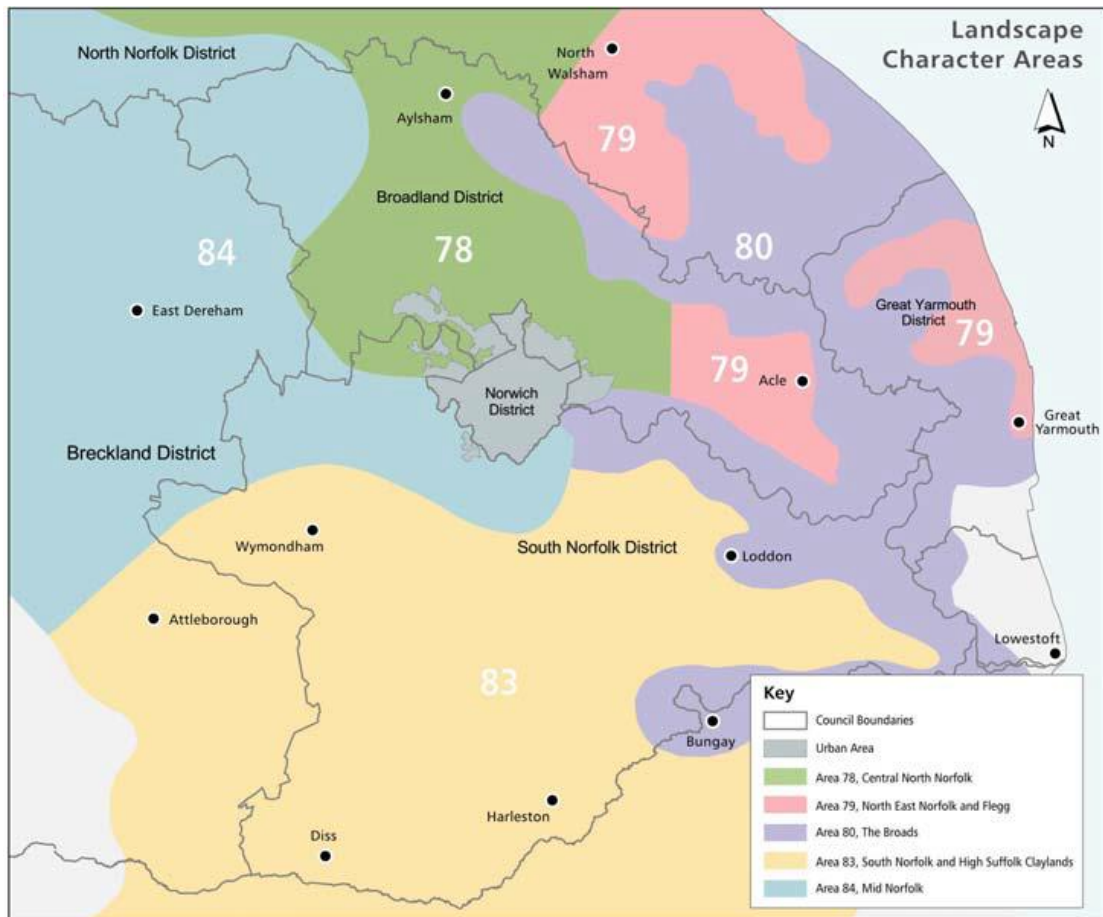 Landscape
Character Areas
N
North Norfolk District
North
Walsham
Aylsham
79
Broadland District
84
78
80
East Dereham
Great Yarmouth
District
79
79
Acle
Norwich
District
Great
Yarmouth
Breckland District
Wymondham
South Norfolk District
Loddon
Attleborough
Lowestoft
83
Bungay
Harleston
Diss
Key
Council Boundaries
Urban Area
Area 78, Central North Norfolk
Area 79, North East Norfolk and Flegg
Area 80, The Broads
Area 83, South Norfolk and High Suffolk Claylands
Area 84, Mid Norfolk